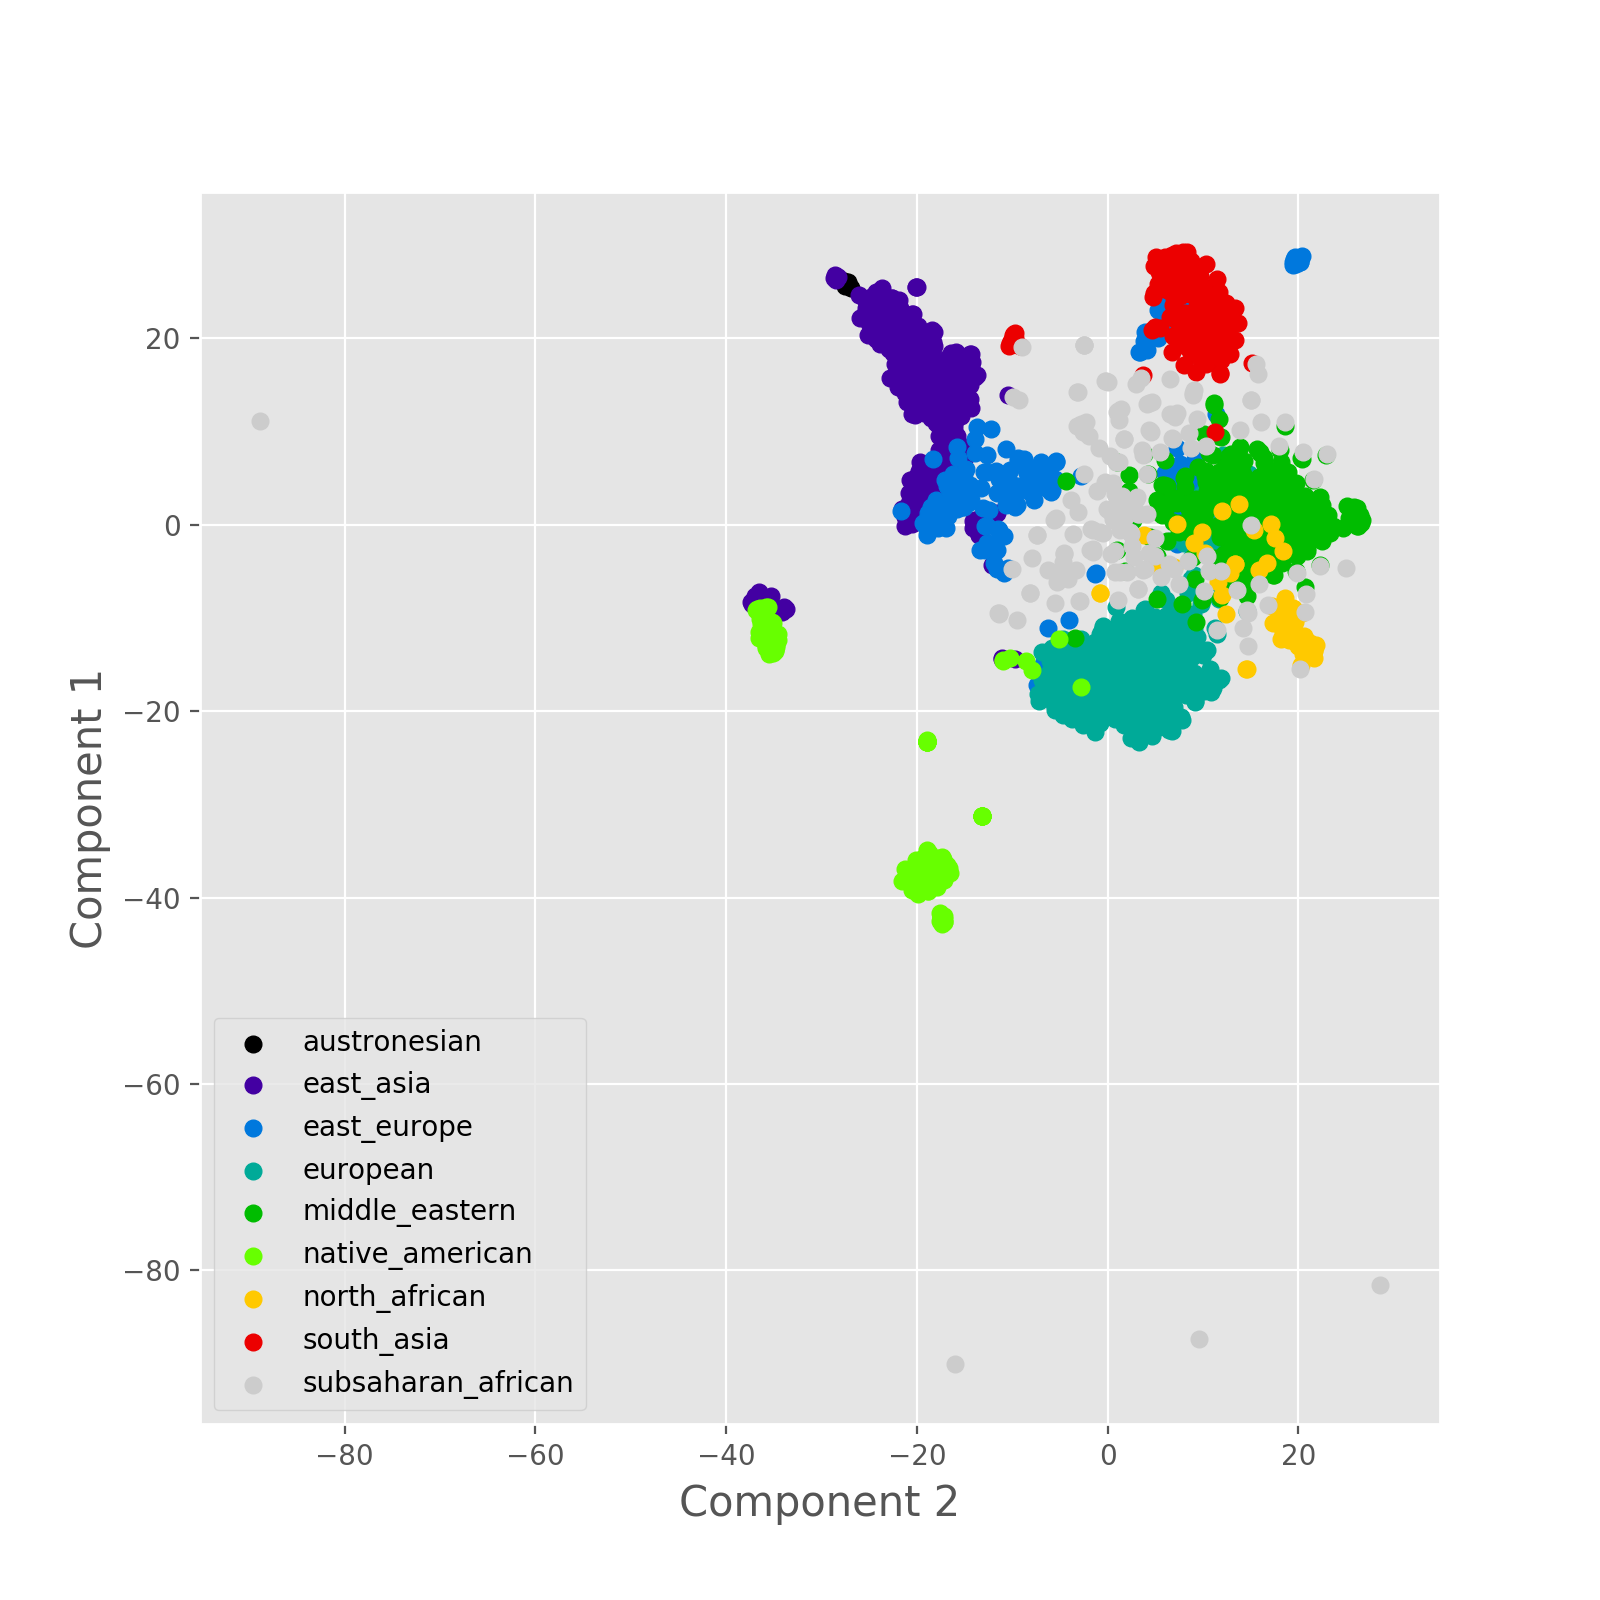 20
0
−20
−40
−60
−80
Component 1
austronesian
east_asia
east_europe
european
middle_eastern
native_american
north_african
south_asia
subsaharan_african
−80 −60 −40 −20 0 20
Component 2